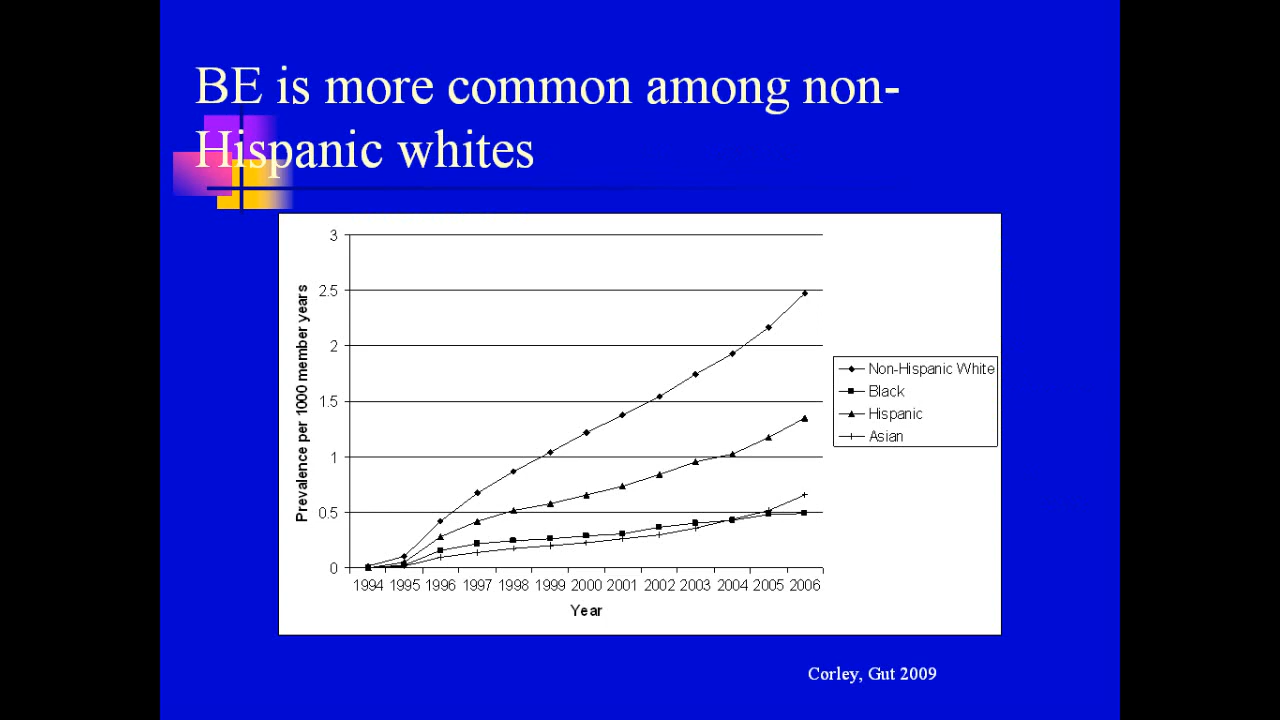 BE is more common among non-
Hispanic whites
3
2.5
2
1.5
1
0.5
0
Prevalence per 1000 member years
1994 1995 1996 1997 1998 1999 2000 2001 2002 2003 2004 2005 2006
Year
Non-Hispanic White
Black
Hispanic
Asian
Corley, Gut 2009